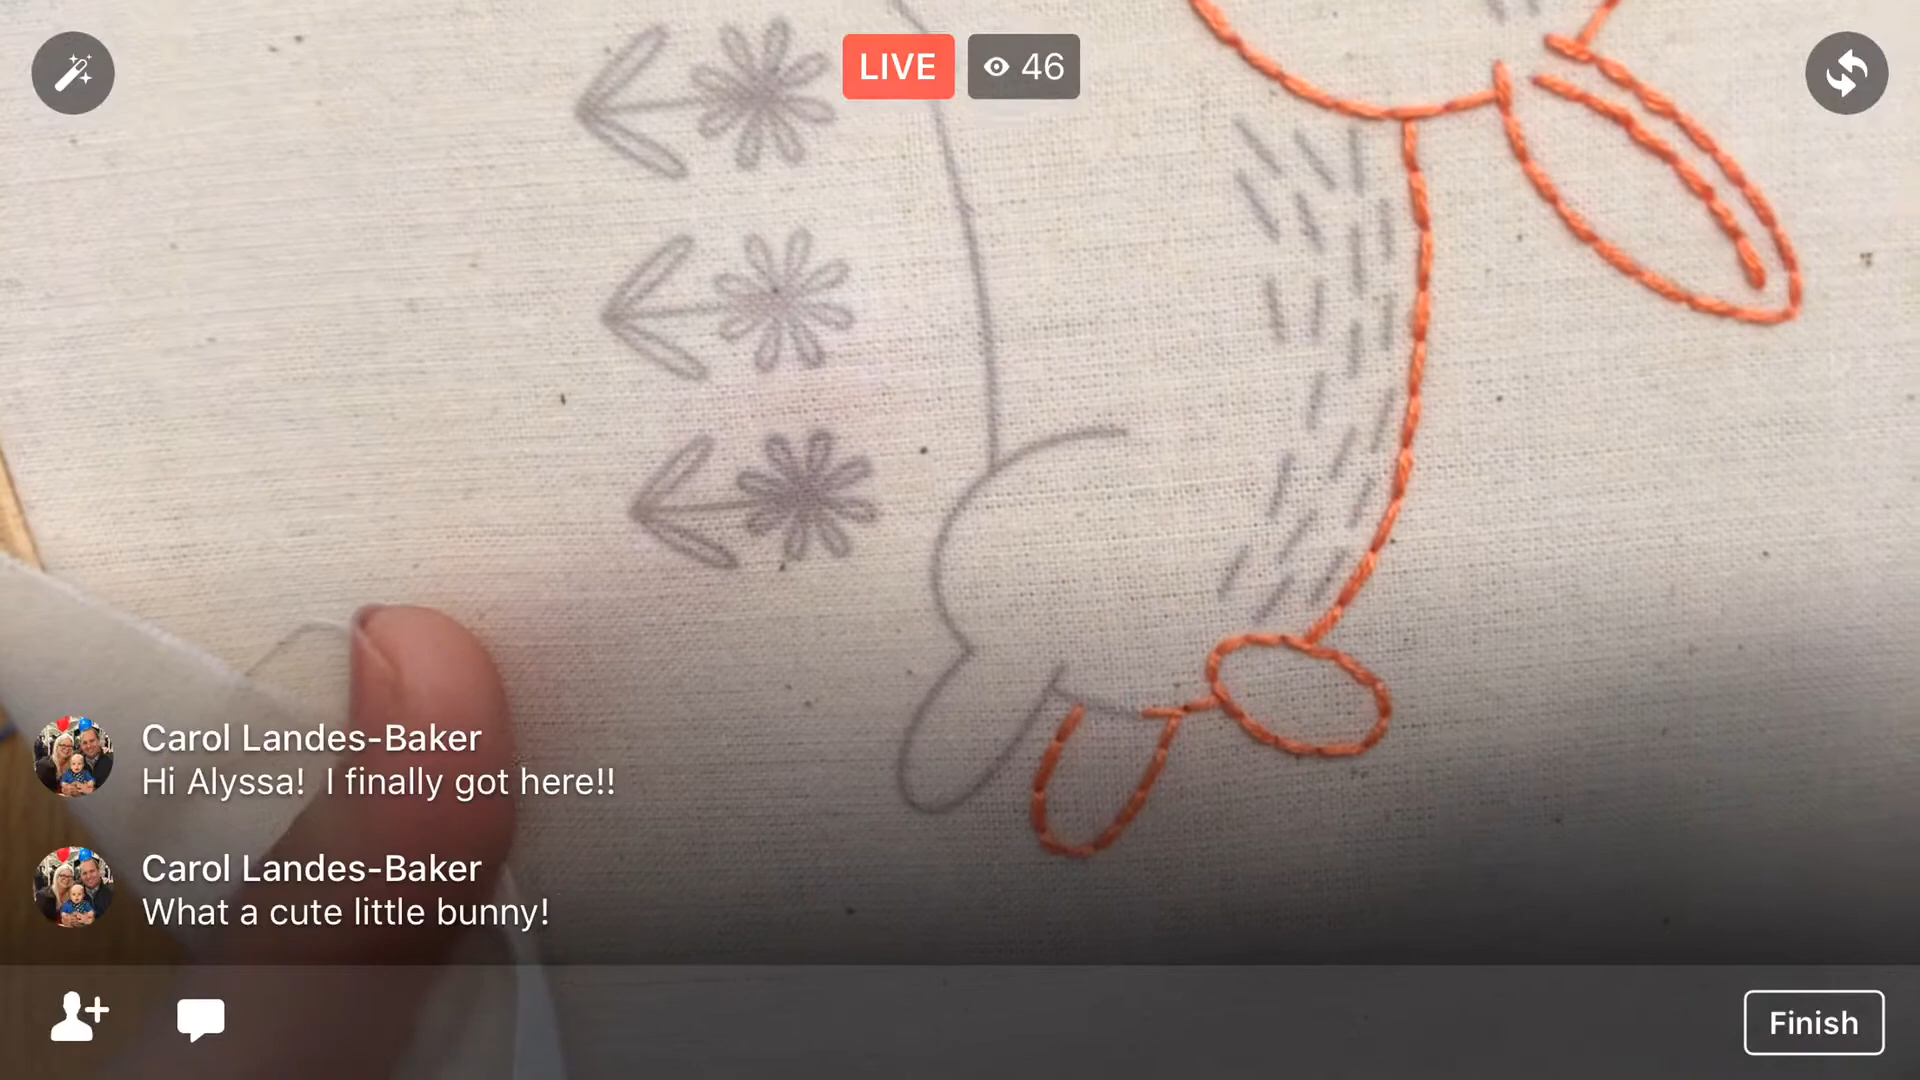 LIVE
46
Carol Landes-Baker
Hi Alyssa!  I finally got here!!
Carol Landes-Baker
What a cute little bunny!
Finish